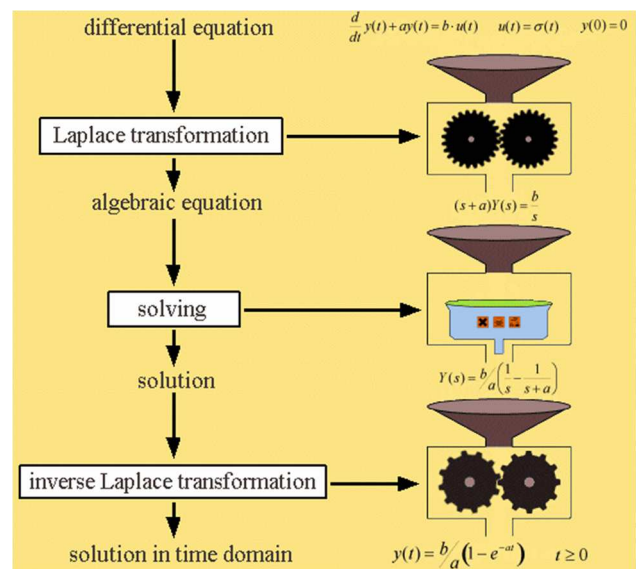 differential equation
d/dt y(t) + ay(t) = b · u(t) u(t) = σ(t) y(0) = 0
Laplace transformation
algebraic equation
(s + a)Y(s) = b/s
solving
solution
Y(s) = b/a (1/s − 1/(s + a))
inverse Laplace transformation
solution in time domain
y(t) = b/a (1 − e^{−at}) t ≥ 0